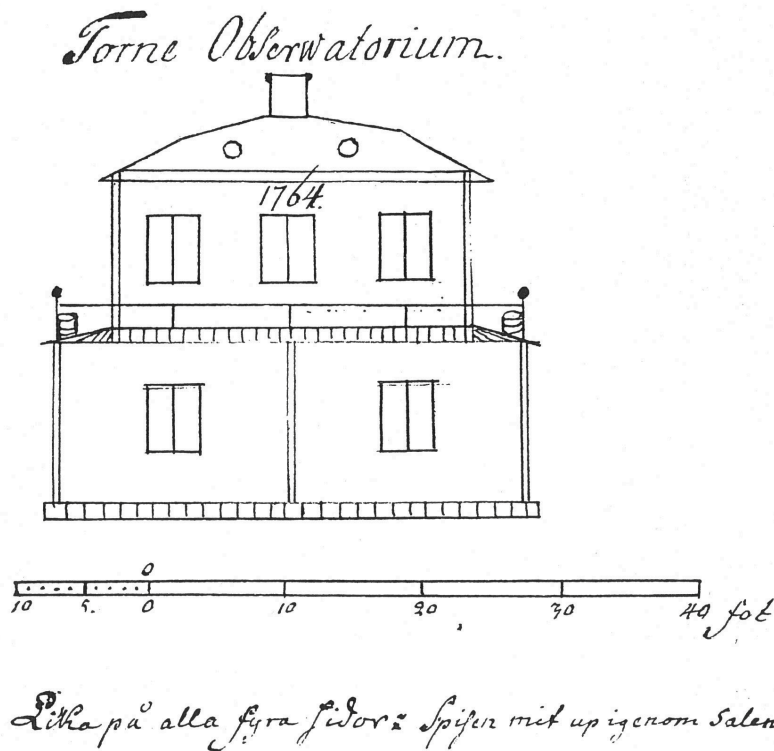 Torne Observatorium.
1764.
0
10 5. 0 10 20 30 40 fot
Lika på alla fyra sidor = Spisen mit up igenom Salen